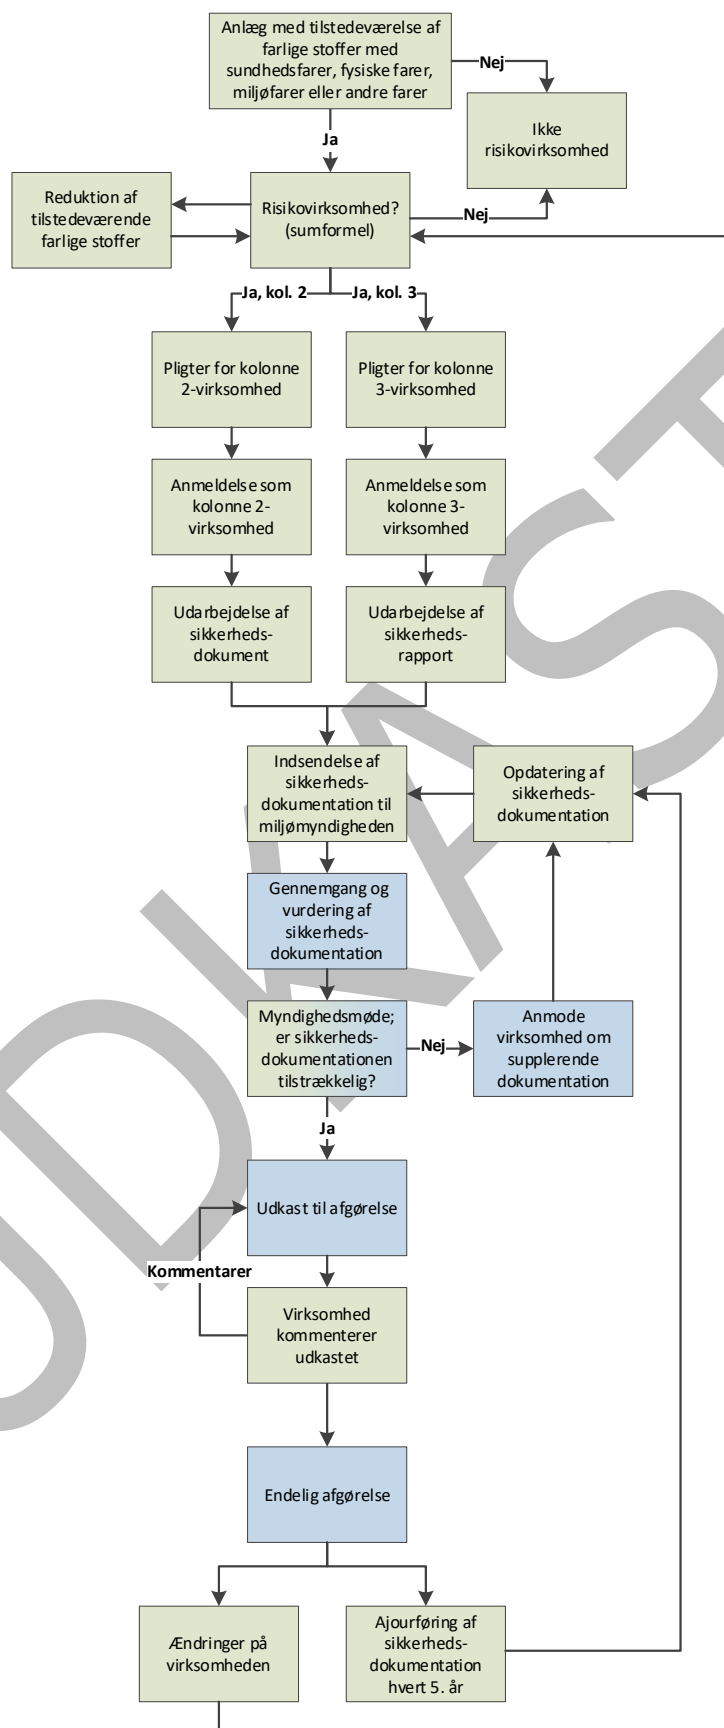 Anlæg med tilstedeværelse af
farlige stoffer med
sundhedsfarer, fysiske farer,
miljøfarer eller andre farer
Nej
Ikke
risikovirksomhed
Ja
Reduktion af
tilstedeværende
farlige stoffer
Risikovirksomhed?
(sumformel)
Nej
Ja, kol. 2
Ja, kol. 3
Pligter for kolonne
2-virksomhed
Pligter for kolonne
3-virksomhed
Anmeldelse som
kolonne 2-
virksomhed
Anmeldelse som
kolonne 3-
virksomhed
Udarbejdelse af
sikkerheds-
dokument
Udarbejdelse af
sikkerheds-
rapport
Indsendelse af
sikkerheds-
dokumentation til
miljømyndigheden
Opdatering af
sikkerheds-
dokumentation
Gennemgang og
vurdering af
sikkerheds-
dokumentation
Myndighedsmøde;
er sikkerheds-
dokumentationen
tilstrækkelig?
Nej
Anmode
virksomhed om
supplerende
dokumentation
Ja
Udkast til afgørelse
Kommentarer
Virksomhed
kommenterer
udkastet
Endelig afgørelse
Ændringer på
virksomheden
Ajourføring af
sikkerheds-
dokumentation
hvert 5. år
UDKAST